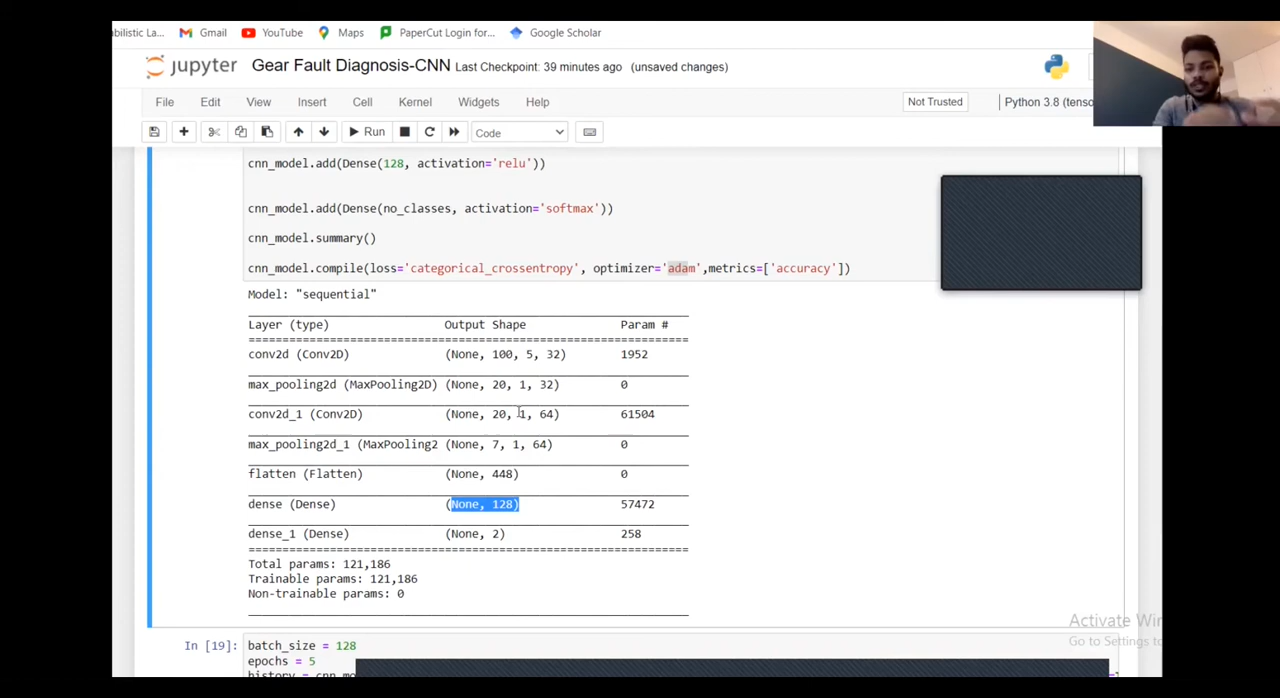 bilistic La... Gmail YouTube Maps PaperCut Login for... Google Scholar
jupyter Gear Fault Diagnosis-CNN Last Checkpoint: 39 minutes ago (unsaved changes)
File Edit View Insert Cell Kernel Widgets Help Not Trusted Python 3.8 (tenso
Run Code
cnn_model.add(Dense(128, activation='relu'))
cnn_model.add(Dense(no_classes, activation='softmax'))
cnn_model.summary()
cnn_model.compile(loss='categorical_crossentropy', optimizer='adam',metrics=['accuracy'])
Model: "sequential"
Layer (type) Output Shape Param #
conv2d (Conv2D) (None, 100, 5, 32) 1952
max_pooling2d (MaxPooling2D) (None, 20, 1, 32) 0
conv2d_1 (Conv2D) (None, 20, 1, 64) 61504
max_pooling2d_1 (MaxPooling2 (None, 7, 1, 64) 0
flatten (Flatten) (None, 448) 0
dense (Dense) (None, 128) 57472
dense_1 (Dense) (None, 2) 258
Total params: 121,186
Trainable params: 121,186
Non-trainable params: 0
Activate Win
Go to Settings to
In [19]: batch_size = 128
epochs = 5